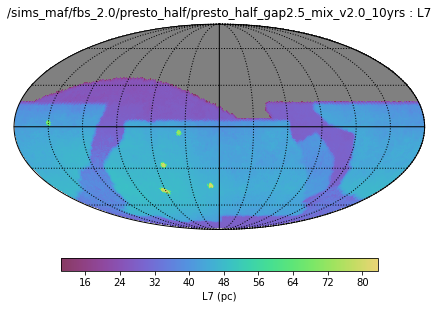 /sims_maf/fbs_2.0/presto_half/presto_half_gap2.5_mix_v2.0_10yrs : L7
16 24 32 40 48 56 64 72 80
L7 (pc)